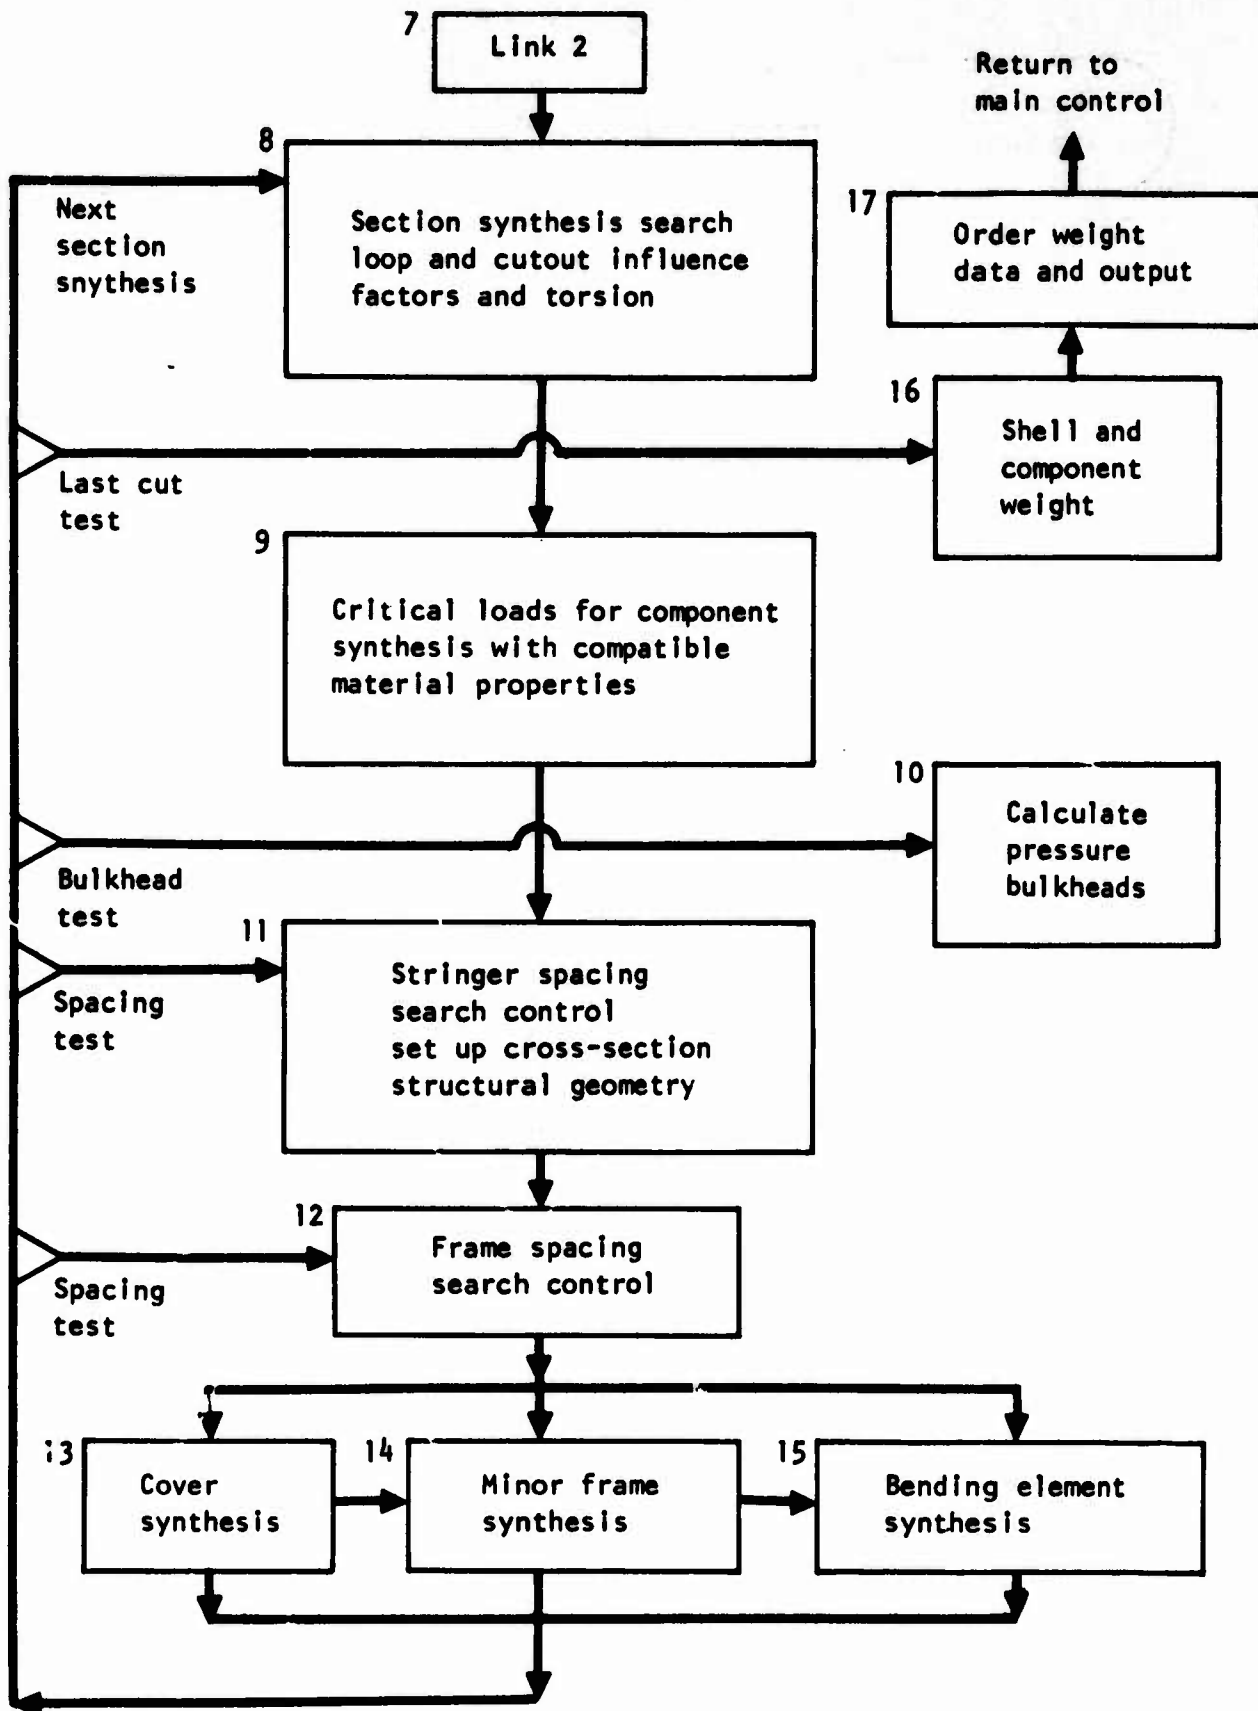 7
Link 2
Return to
main control
8
Next
section
snythesis
Section synthesis search
loop and cutout influence
factors and torsion
17
Order weight
data and output
16
Shell and
component
weight
Last cut
test
9
Critical loads for component
synthesis with compatible
material properties
10
Calculate
pressure
bulkheads
Bulkhead
test
11
Stringer spacing
search control
set up cross-section
structural geometry
Spacing
test
12
Frame spacing
search control
Spacing
test
13
Cover
synthesis
14
Minor frame
synthesis
15
Bending element
synthesis